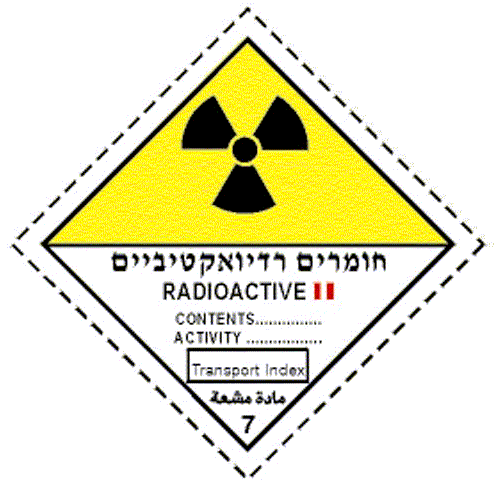 חומרים רדיואקטיביים
RADIOACTIVE II
CONTENTS...............
ACTIVITY .................
Transport Index
مادة مشعة
7